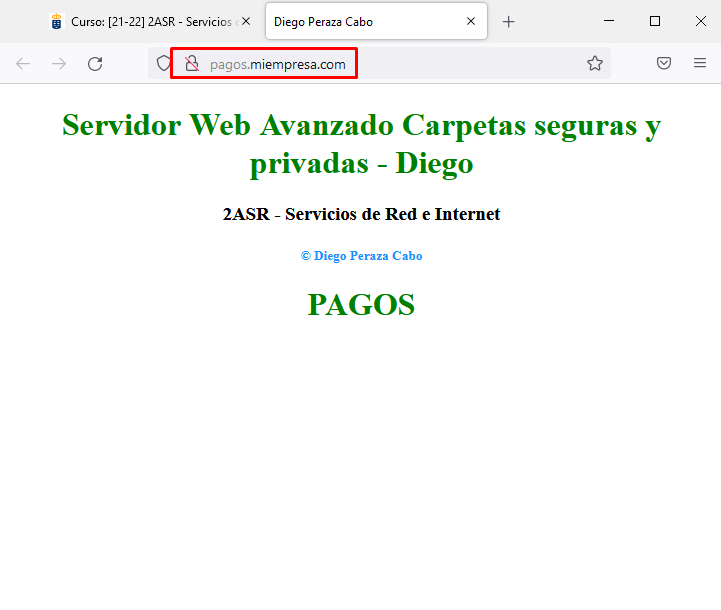 Curso: [21-22] 2ASR - Servicios
Diego Peraza Cabo
pagos.miempresa.com
Servidor Web Avanzado Carpetas seguras y
privadas - Diego
2ASR - Servicios de Red e Internet
© Diego Peraza Cabo
PAGOS